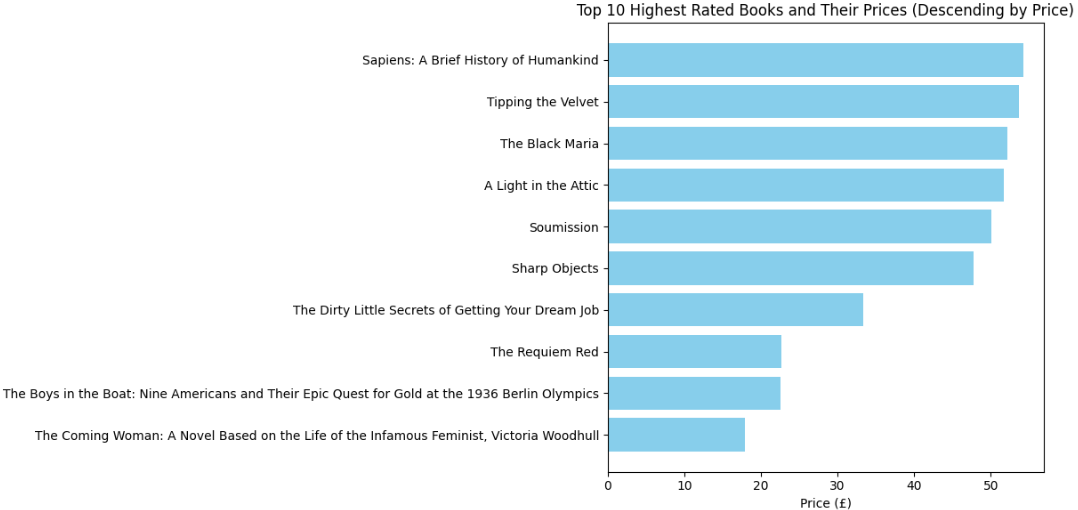 Top 10 Highest Rated Books and Their Prices (Descending by Price)
Sapiens: A Brief History of Humankind
Tipping the Velvet
The Black Maria
A Light in the Attic
Soumission
Sharp Objects
The Dirty Little Secrets of Getting Your Dream Job
The Requiem Red
The Boys in the Boat: Nine Americans and Their Epic Quest for Gold at the 1936 Berlin Olympics
The Coming Woman: A Novel Based on the Life of the Infamous Feminist, Victoria Woodhull
0 10 20 30 40 50
Price (£)